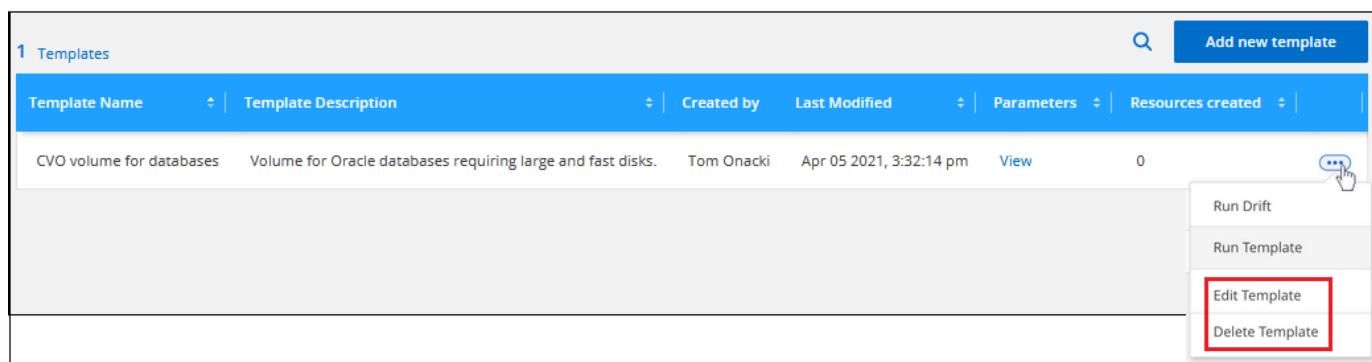 1 Templates
Add new template
Template Name Template Description Created by Last Modified Parameters Resources created
CVO volume for databases Volume for Oracle databases requiring large and fast disks. Tom Onacki Apr 05 2021, 3:32:14 pm View 0
Run Drift
Run Template
Edit Template
Delete Template